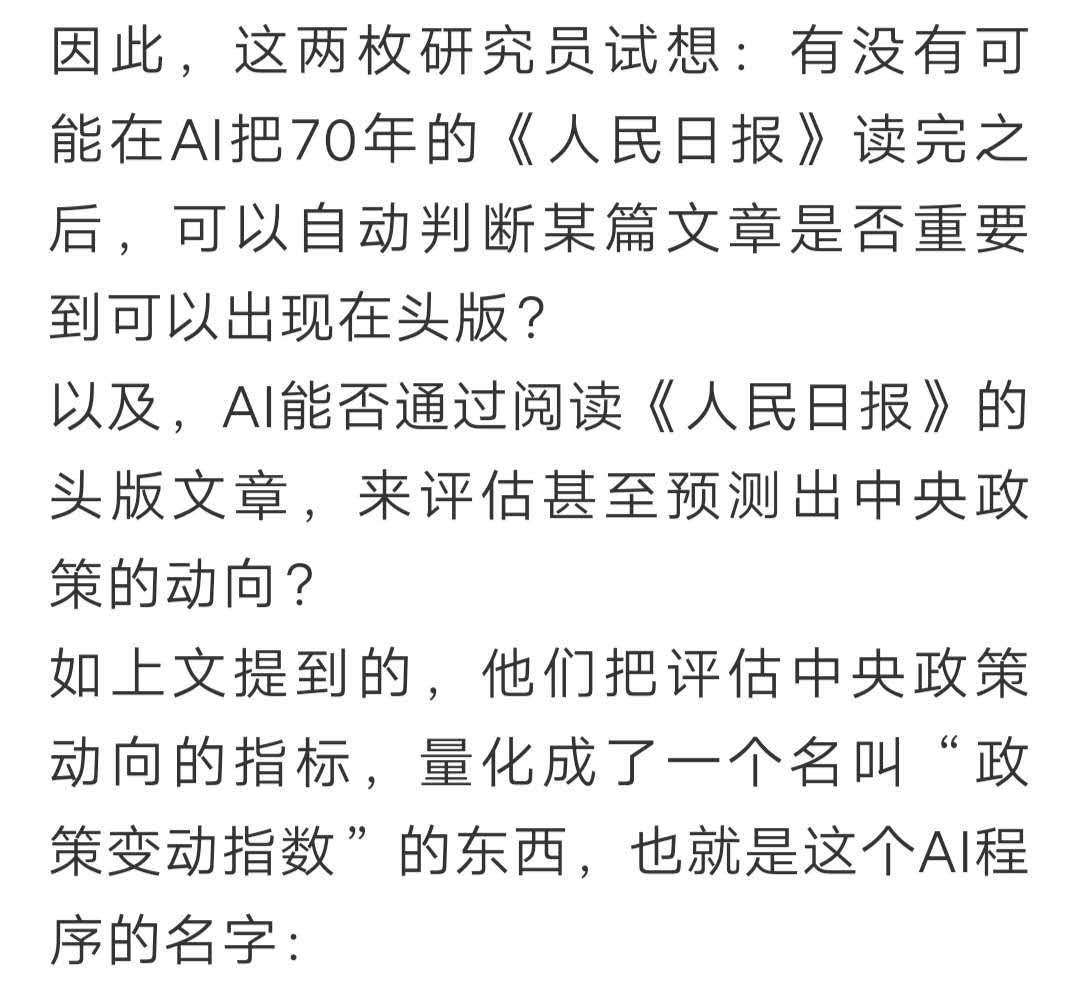 因此，这两枚研究员试想：有没有可
能在AI把70年的《人民日报》读完之
后，可以自动判断某篇文章是否重要
到可以出现在头版？
以及，AI能否通过阅读《人民日报》的
头版文章，来评估甚至预测出中央政
策的动向？
如上文提到的，他们把评估中央政策
动向的指标，量化成了一个名叫“政
策变动指数”的东西，也就是这个AI程
序的名字：